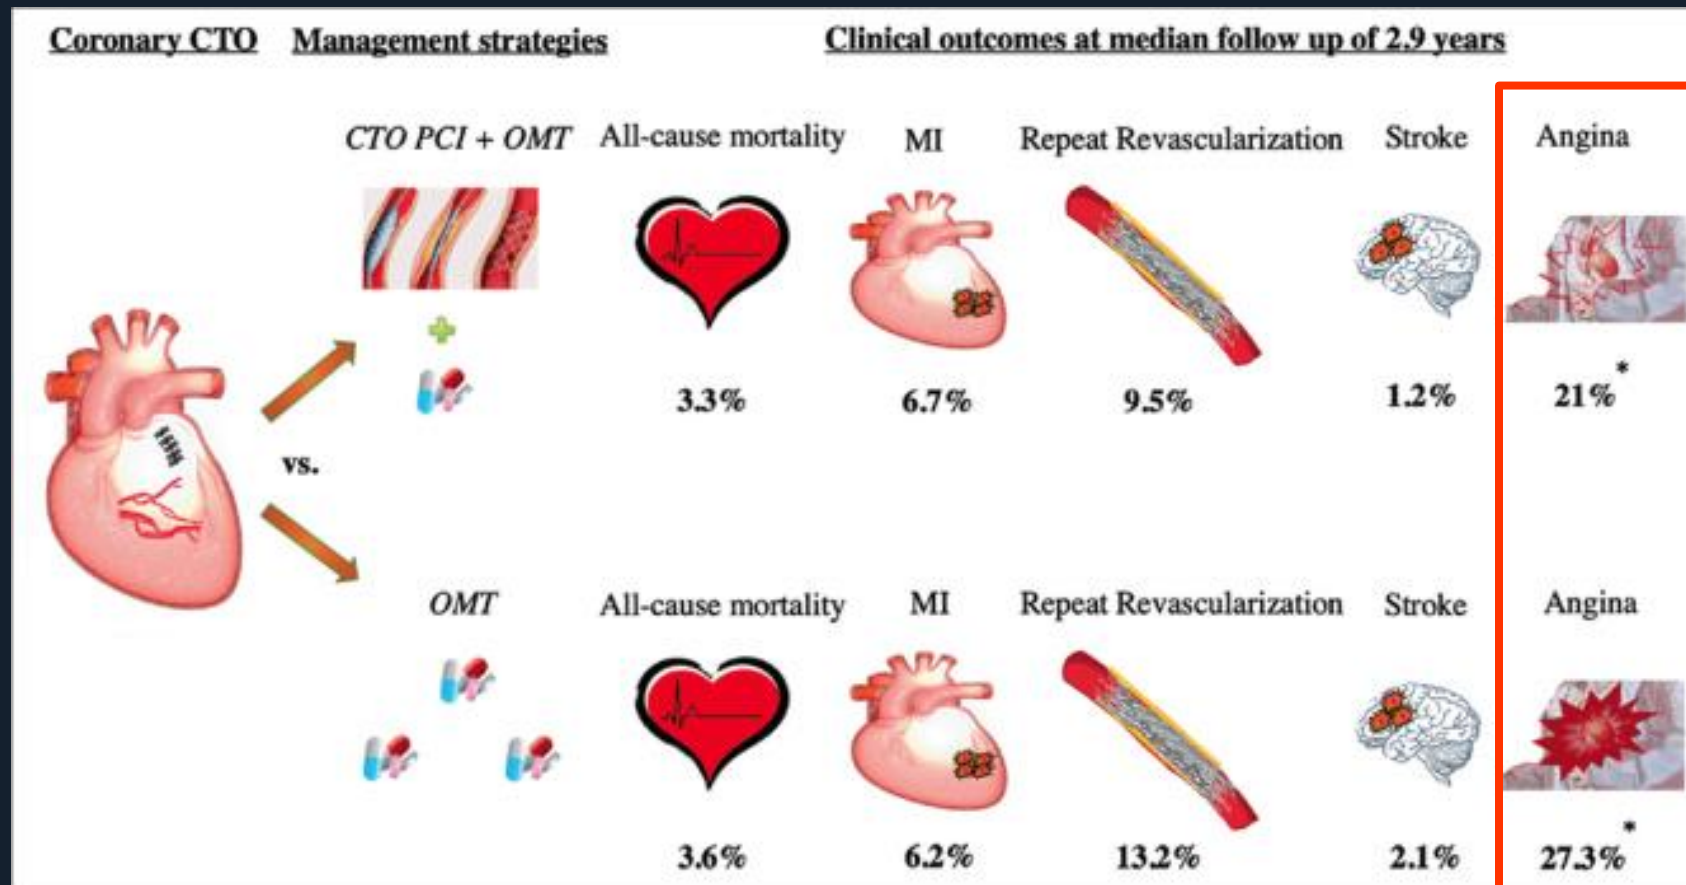 Coronary CTO Management strategies Clinical outcomes at median follow up of 2.9 years
CTO PCI + OMT All-cause mortality MI Repeat Revascularization Stroke Angina
3.3% 6.7% 9.5% 1.2% 21%*
vs.
OMT All-cause mortality MI Repeat Revascularization Stroke Angina
3.6% 6.2% 13.2% 2.1% 27.3%*